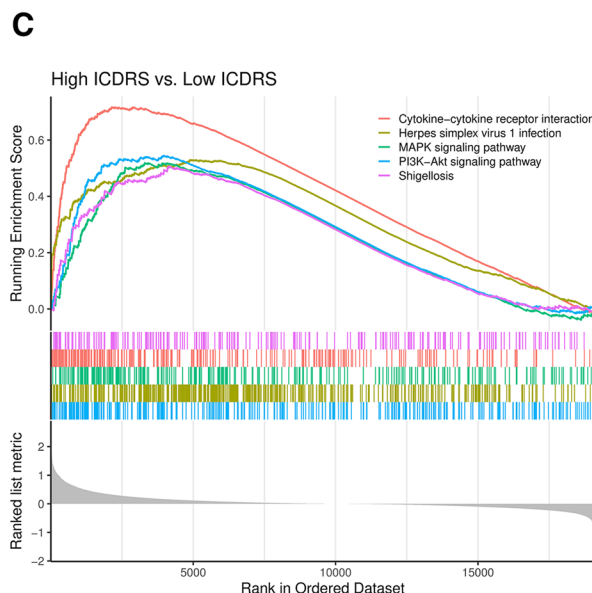 C
High ICDRS vs. Low ICDRS
Running Enrichment Score
0.6
0.4
0.2
0.0
Cytokine−cytokine receptor interaction
Herpes simplex virus 1 infection
MAPK signaling pathway
PI3K−Akt signaling pathway
Shigellosis
Ranked list metric
2
1
0
−1
−2
5000
10000
15000
Rank in Ordered Dataset